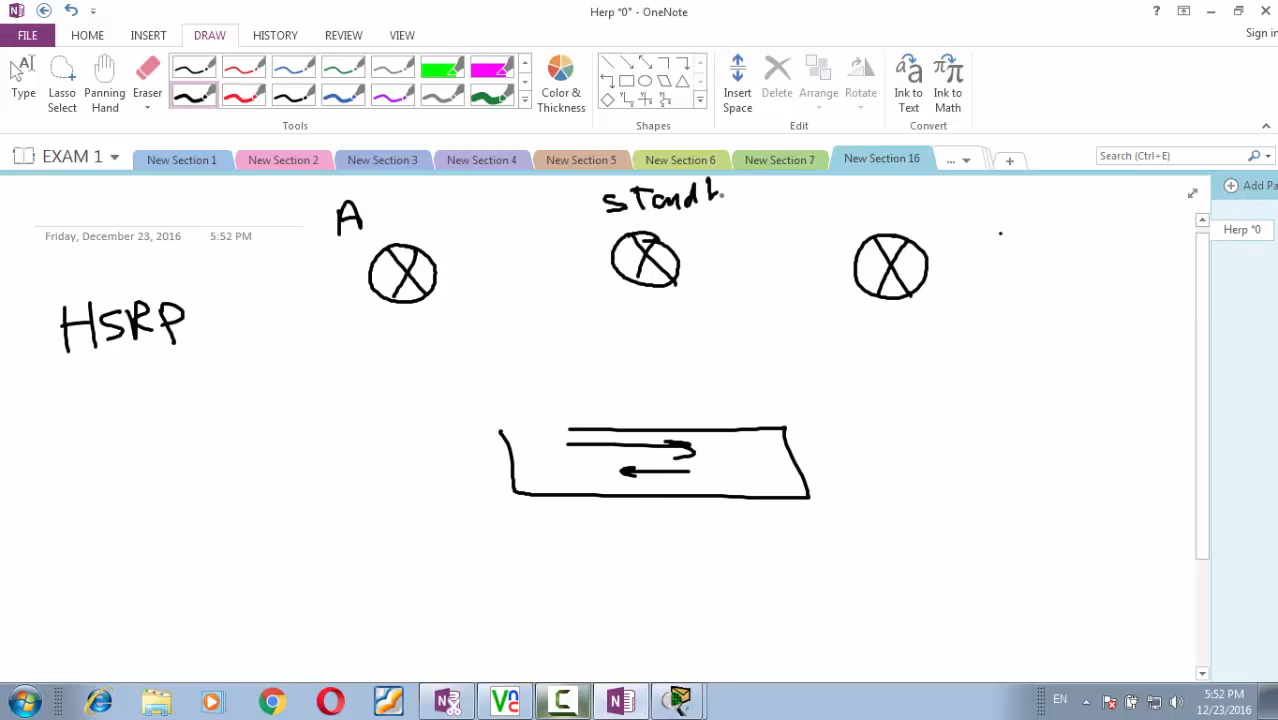 Herp "0" - OneNote
?
Sign in
FILE HOME INSERT DRAW HISTORY REVIEW VIEW
Type
Lasso Select
Panning Hand
Eraser
Color & Thickness
Insert Space
Delete
Arrange
Rotate
Ink to Text
Ink to Math
Tools
Shapes
Edit
Convert
EXAM 1
New Section 1
New Section 2
New Section 3
New Section 4
New Section 5
New Section 6
New Section 7
New Section 16
...
Search (Ctrl+E)
Add Pa
Herp *0
Friday, December 23, 2016 5:52 PM
A
standb
HSRP
EN
5:52 PM
12/23/2016